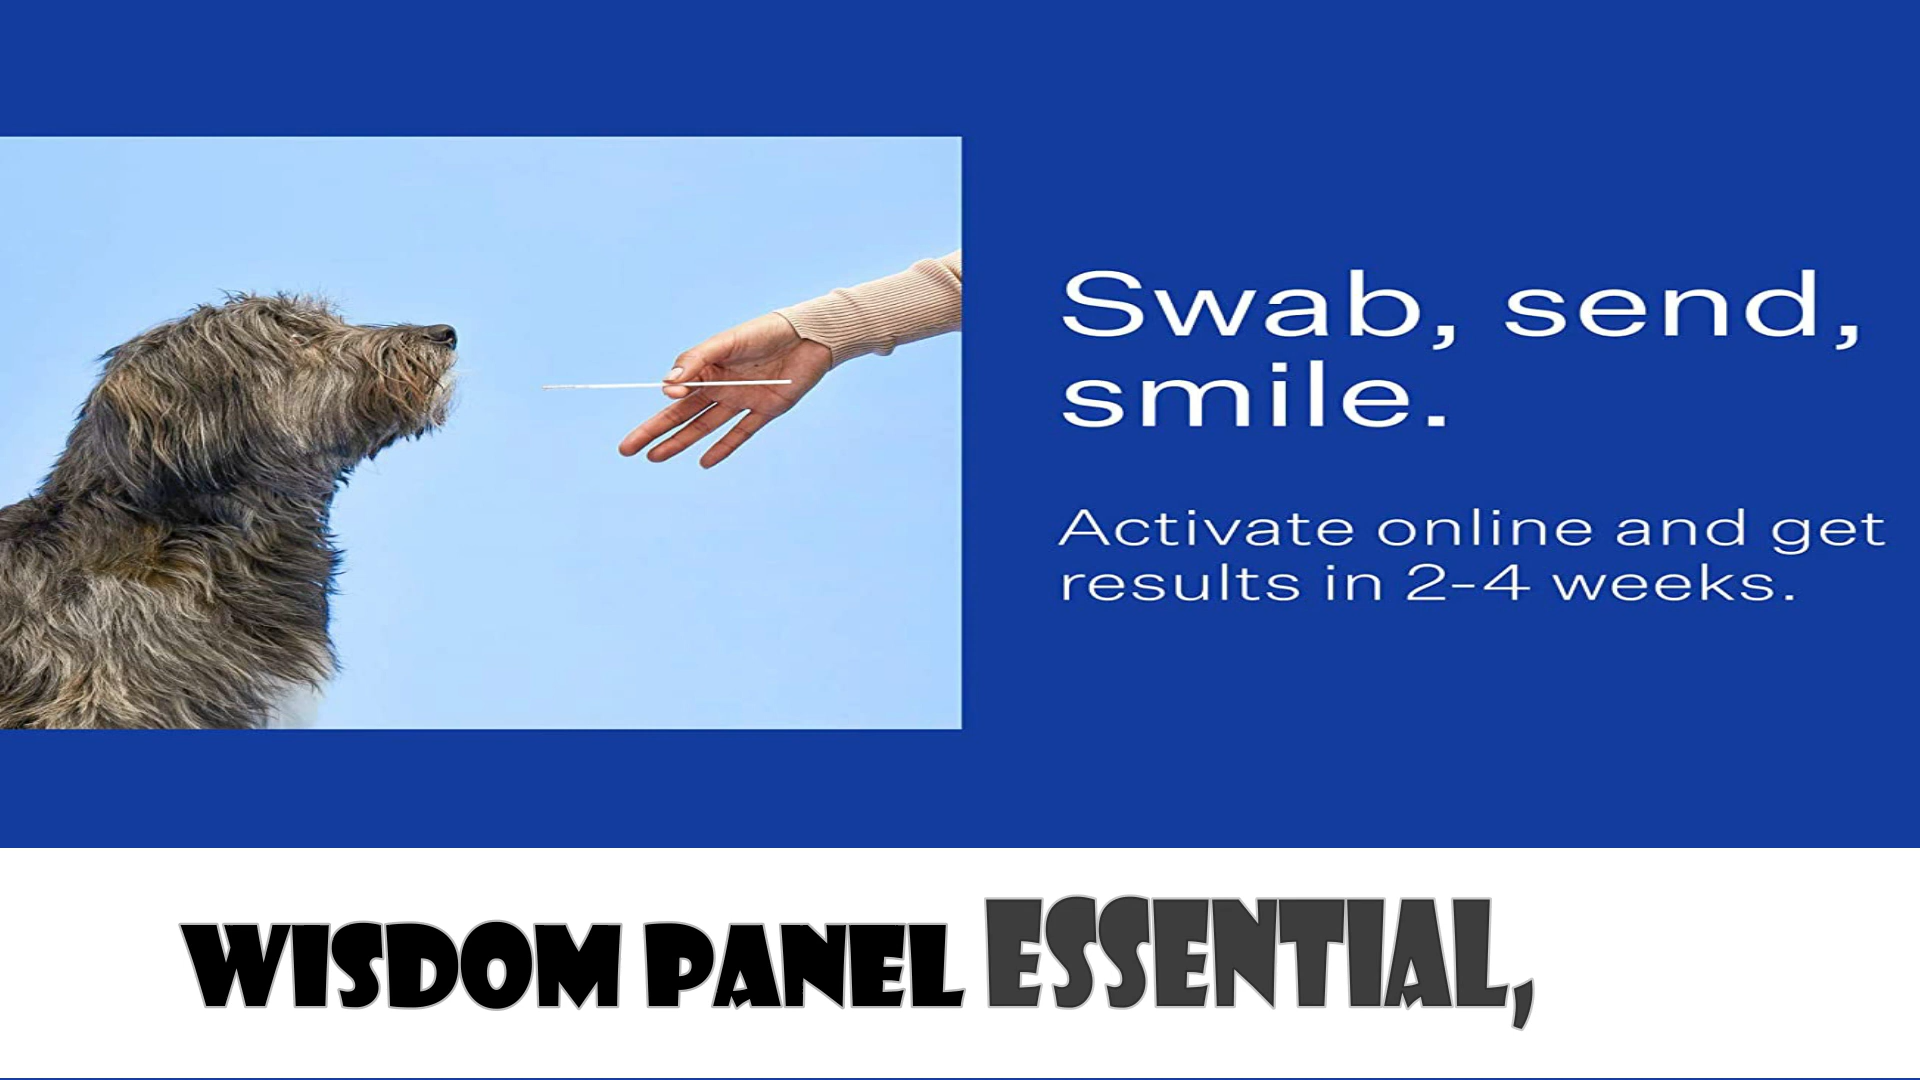 Swab, send,
smile.
Activate online and get
results in 2-4 weeks.
WISDOM PANEL ESSENTIAL,